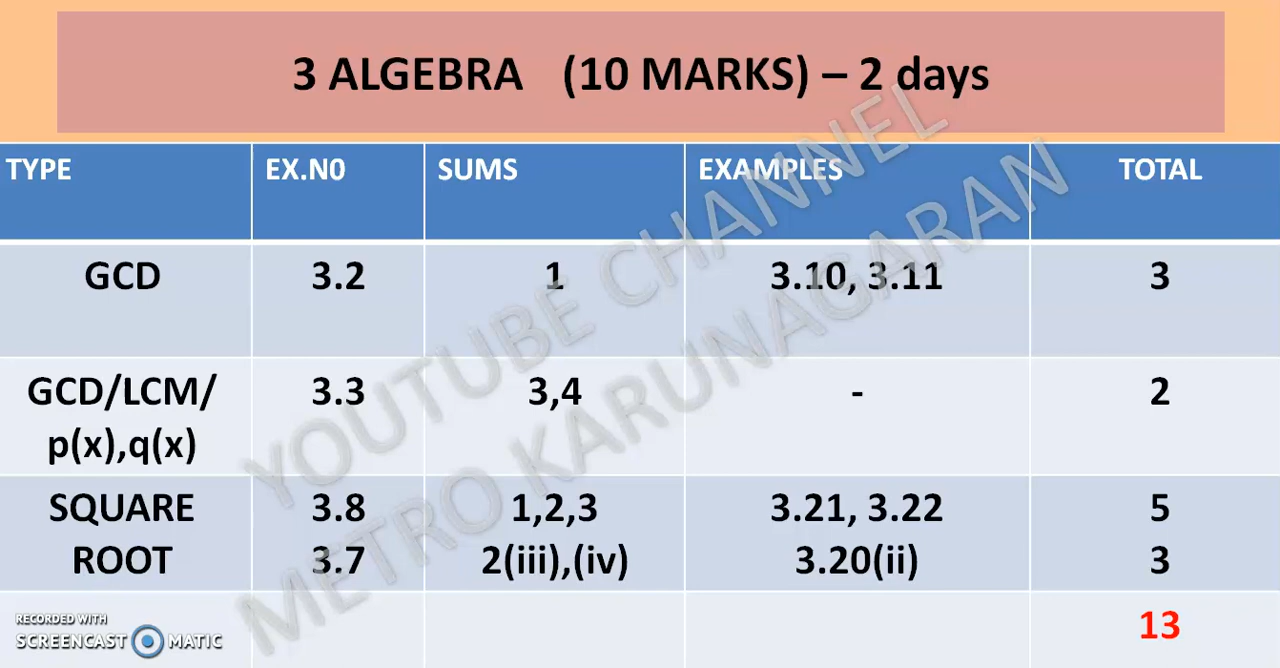 3 ALGEBRA (10 MARKS) – 2 days
TYPE EX.N0 SUMS EXAMPLES TOTAL
GCD 3.2 1 3.10, 3.11 3
GCD/LCM/ 3.3 3,4 - 2
p(x),q(x)
SQUARE 3.8 1,2,3 3.21, 3.22 5
ROOT 3.7 2(iii),(iv) 3.20(ii) 3
13
YOUTUBE CHANNEL
METRO KARUNAGARAN
RECORDED WITH
SCREENCAST MATIC